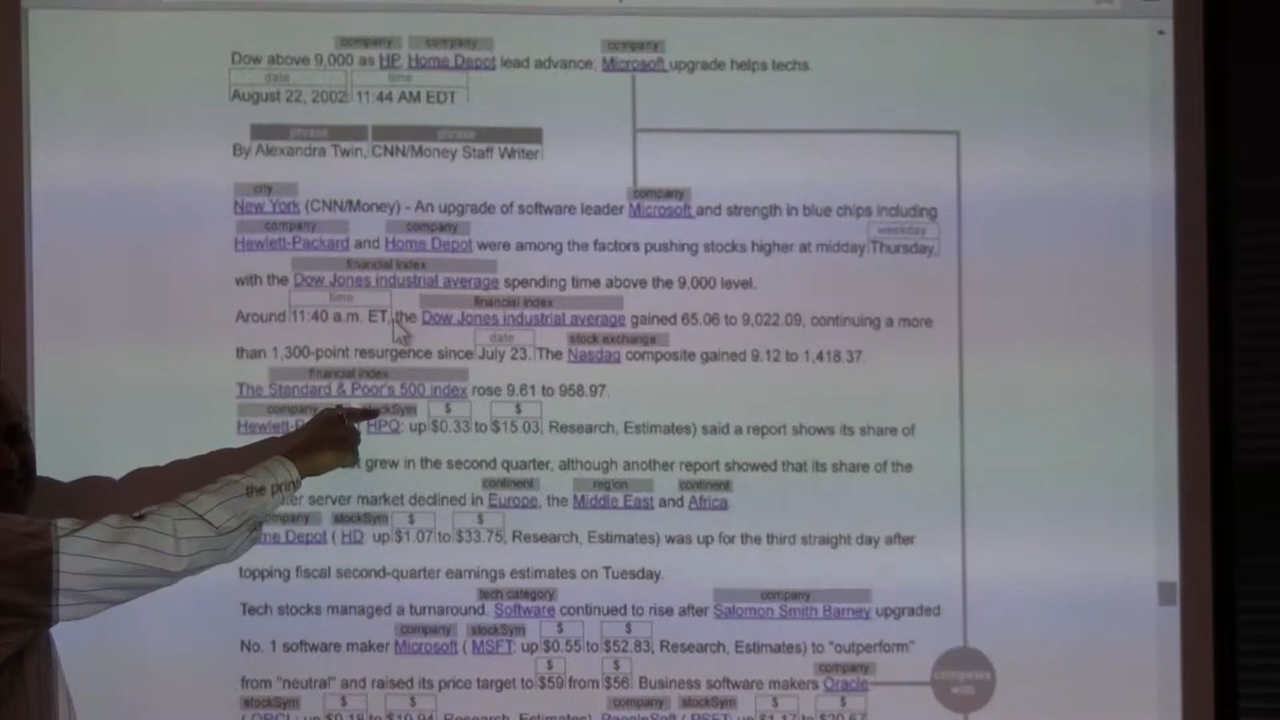 company company company
Dow above 9,000 as HP, Home Depot lead advance; Microsoft upgrade helps techs.
date time
August 22, 2002: 11:44 AM EDT
phrase phrase
By Alexandra Twin, CNN/Money Staff Writer
city company
New York (CNN/Money) - An upgrade of software leader Microsoft and strength in blue chips including
company company weekday
Hewlett-Packard and Home Depot were among the factors pushing stocks higher at midday Thursday,
financial index
with the Dow Jones industrial average spending time above the 9,000 level.
time financial index
Around 11:40 a.m. ET, the Dow Jones industrial average gained 65.06 to 9,022.09, continuing a more
date stock exchange
than 1,300-point resurgence since July 23. The Nasdaq composite gained 9.12 to 1,418.37.
financial index
The Standard & Poor's 500 index rose 9.61 to 958.97.
company stockSym $ $
HPQ: up $0.33 to $15.03, Research, Estimates) said a report shows its share of
the grew in the second quarter, although another report showed that its share of the
continent region continent
server market declined in Europe, the Middle East and Africa.
company stockSym $ $
Depot ( HD: up $1.07 to $33.75, Research, Estimates) was up for the third straight day after
topping fiscal second-quarter earnings estimates on Tuesday.
tech category company
Tech stocks managed a turnaround. Software continued to rise after Salomon Smith Barney upgraded
company stockSym $ $
No. 1 software maker Microsoft ( MSFT: up $0.55 to $52.83, Research, Estimates) to "outperform"
$ $ company
from "neutral" and raised its price target to $59 from $56. Business software makers Oracle
competes with
stockSym $ $ company stockSym $ $